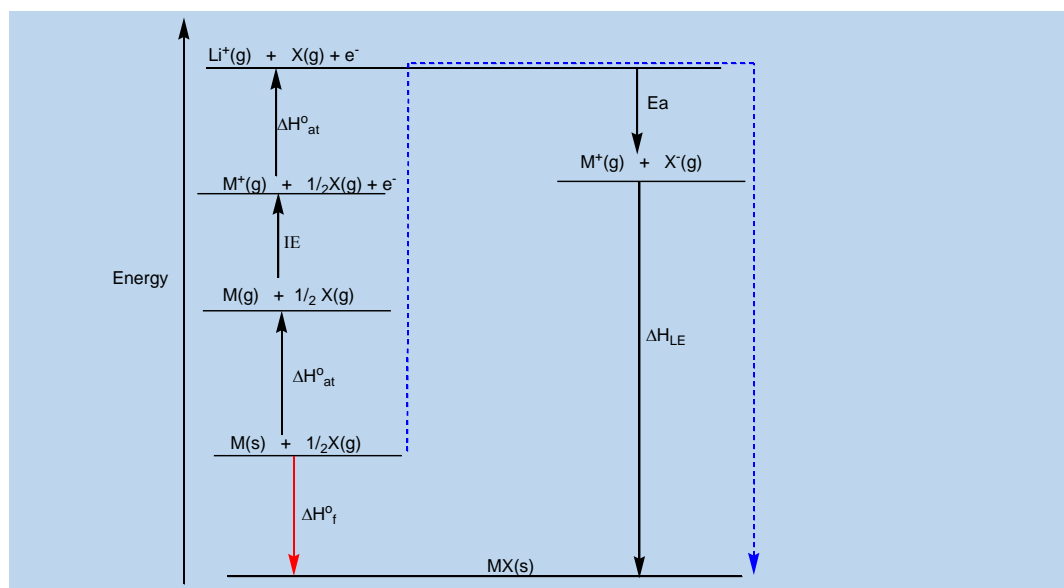 Li⁺(g) + X(g) + e⁻
Ea
ΔH°at
M⁺(g) + X⁻(g)
M⁺(g) + 1/2X(g) + e⁻
IE
Energy
M(g) + 1/2 X(g)
ΔHLE
ΔH°at
M(s) + 1/2X(g)
ΔH°f
MX(s)